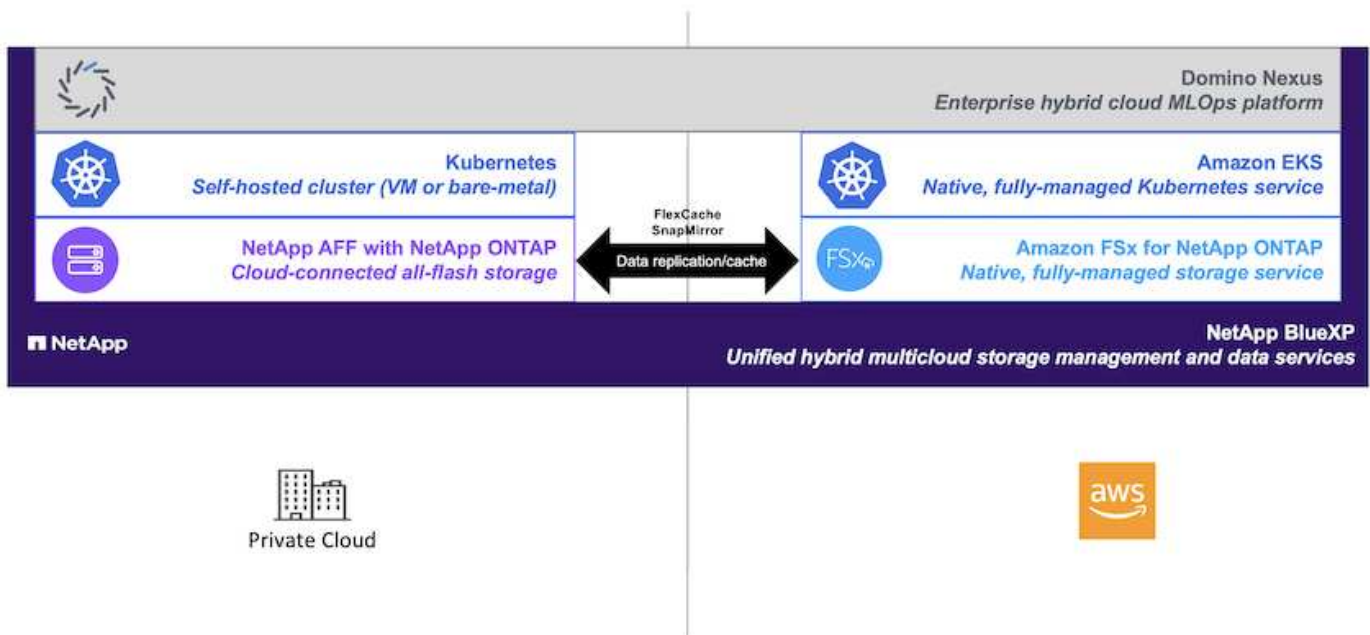 Domino Nexus
Enterprise hybrid cloud MLOps platform
Kubernetes
Self-hosted cluster (VM or bare-metal)
Amazon EKS
Native, fully-managed Kubernetes service
FlexCache
SnapMirror
Data replication/cache
NetApp AFF with NetApp ONTAP
Cloud-connected all-flash storage
FSx
Amazon FSx for NetApp ONTAP
Native, fully-managed storage service
NetApp
NetApp BlueXP
Unified hybrid multicloud storage management and data services
Private Cloud
aws